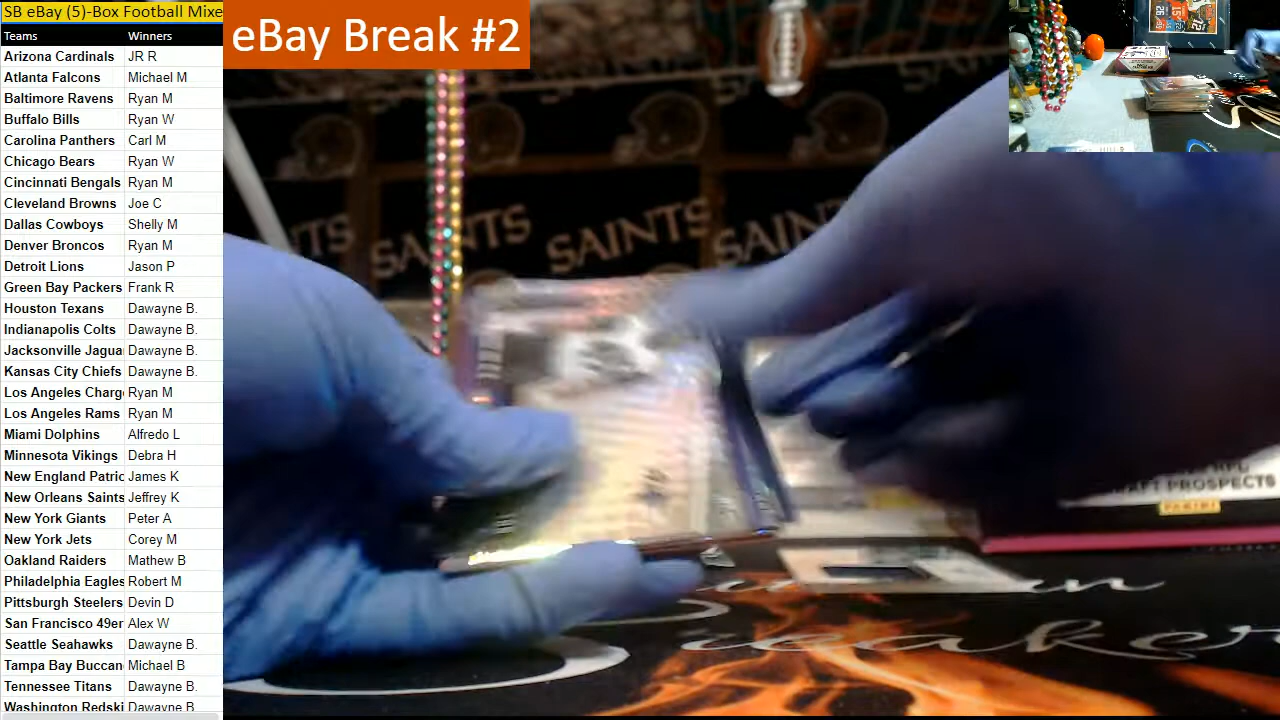 SB eBay (5)-Box Football Mixe
Teams Winners
Arizona Cardinals JR R
Atlanta Falcons Michael M
Baltimore Ravens Ryan M
Buffalo Bills Ryan W
Carolina Panthers Carl M
Chicago Bears Ryan W
Cincinnati Bengals Ryan M
Cleveland Browns Joe C
Dallas Cowboys Shelly M
Denver Broncos Ryan M
Detroit Lions Jason P
Green Bay Packers Frank R
Houston Texans Dawayne B.
Indianapolis Colts Dawayne B.
Jacksonville Jagua Dawayne B.
Kansas City Chiefs Dawayne B.
Los Angeles Charg Ryan M
Los Angeles Rams Ryan M
Miami Dolphins Alfredo L
Minnesota Vikings Debra H
New England Patric James K
New Orleans Saints Jeffrey K
New York Giants Peter A
New York Jets Corey M
Oakland Raiders Mathew B
Philadelphia Eagles Robert M
Pittsburgh Steelers Devin D
San Francisco 49er Alex W
Seattle Seahawks Dawayne B.
Tampa Bay Buccan Michael B
Tennessee Titans Dawayne B.
Washington Redski Dawayne B
eBay Break #2
SAINTS
PROSPECTS
PANINI